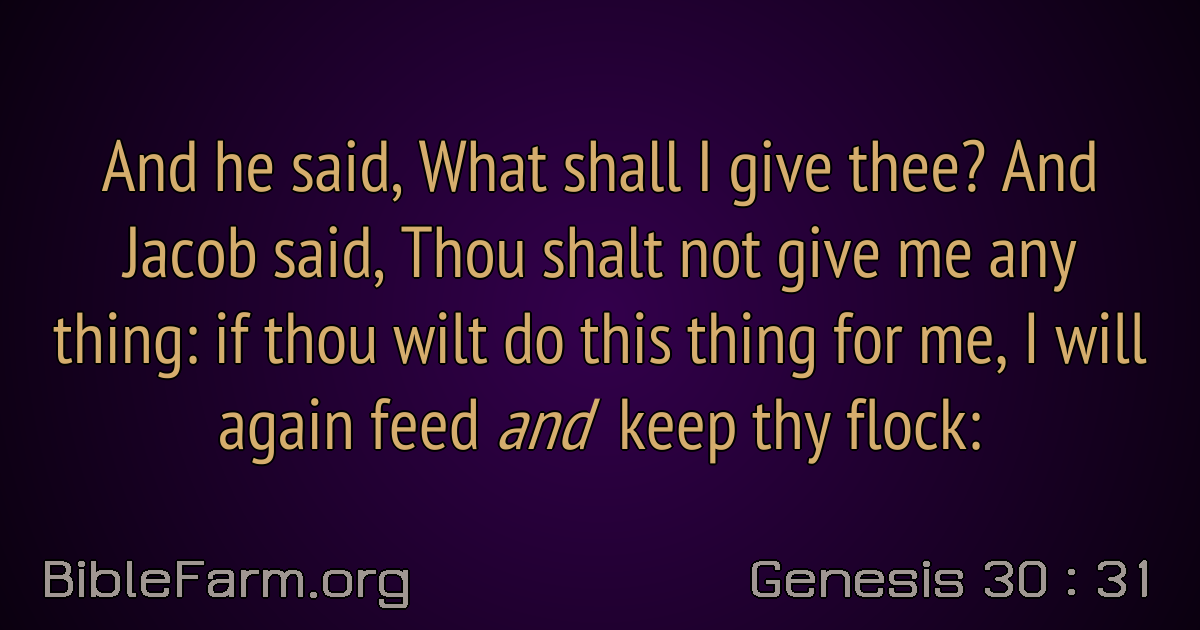 And he said, What shall I give thee? And
Jacob said, Thou shalt not give me any
thing: if thou wilt do this thing for me, I will
again feed and keep thy flock:
BibleFarm.org
Genesis 30 : 31